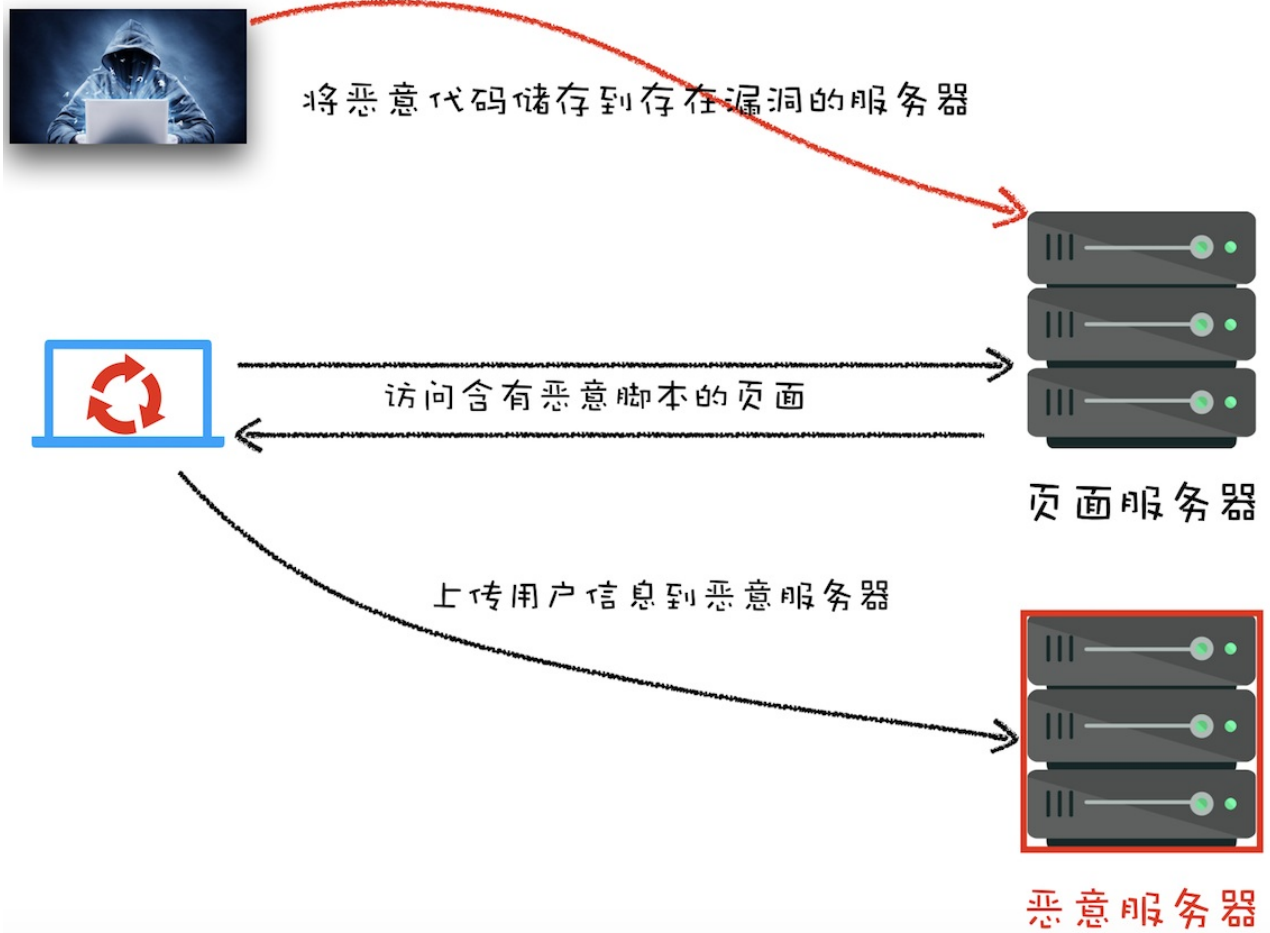 将恶意代码储存到存在漏洞的服务器
访问含有恶意脚本的页面
页面服务器
上传用户信息到恶意服务器
恶意服务器